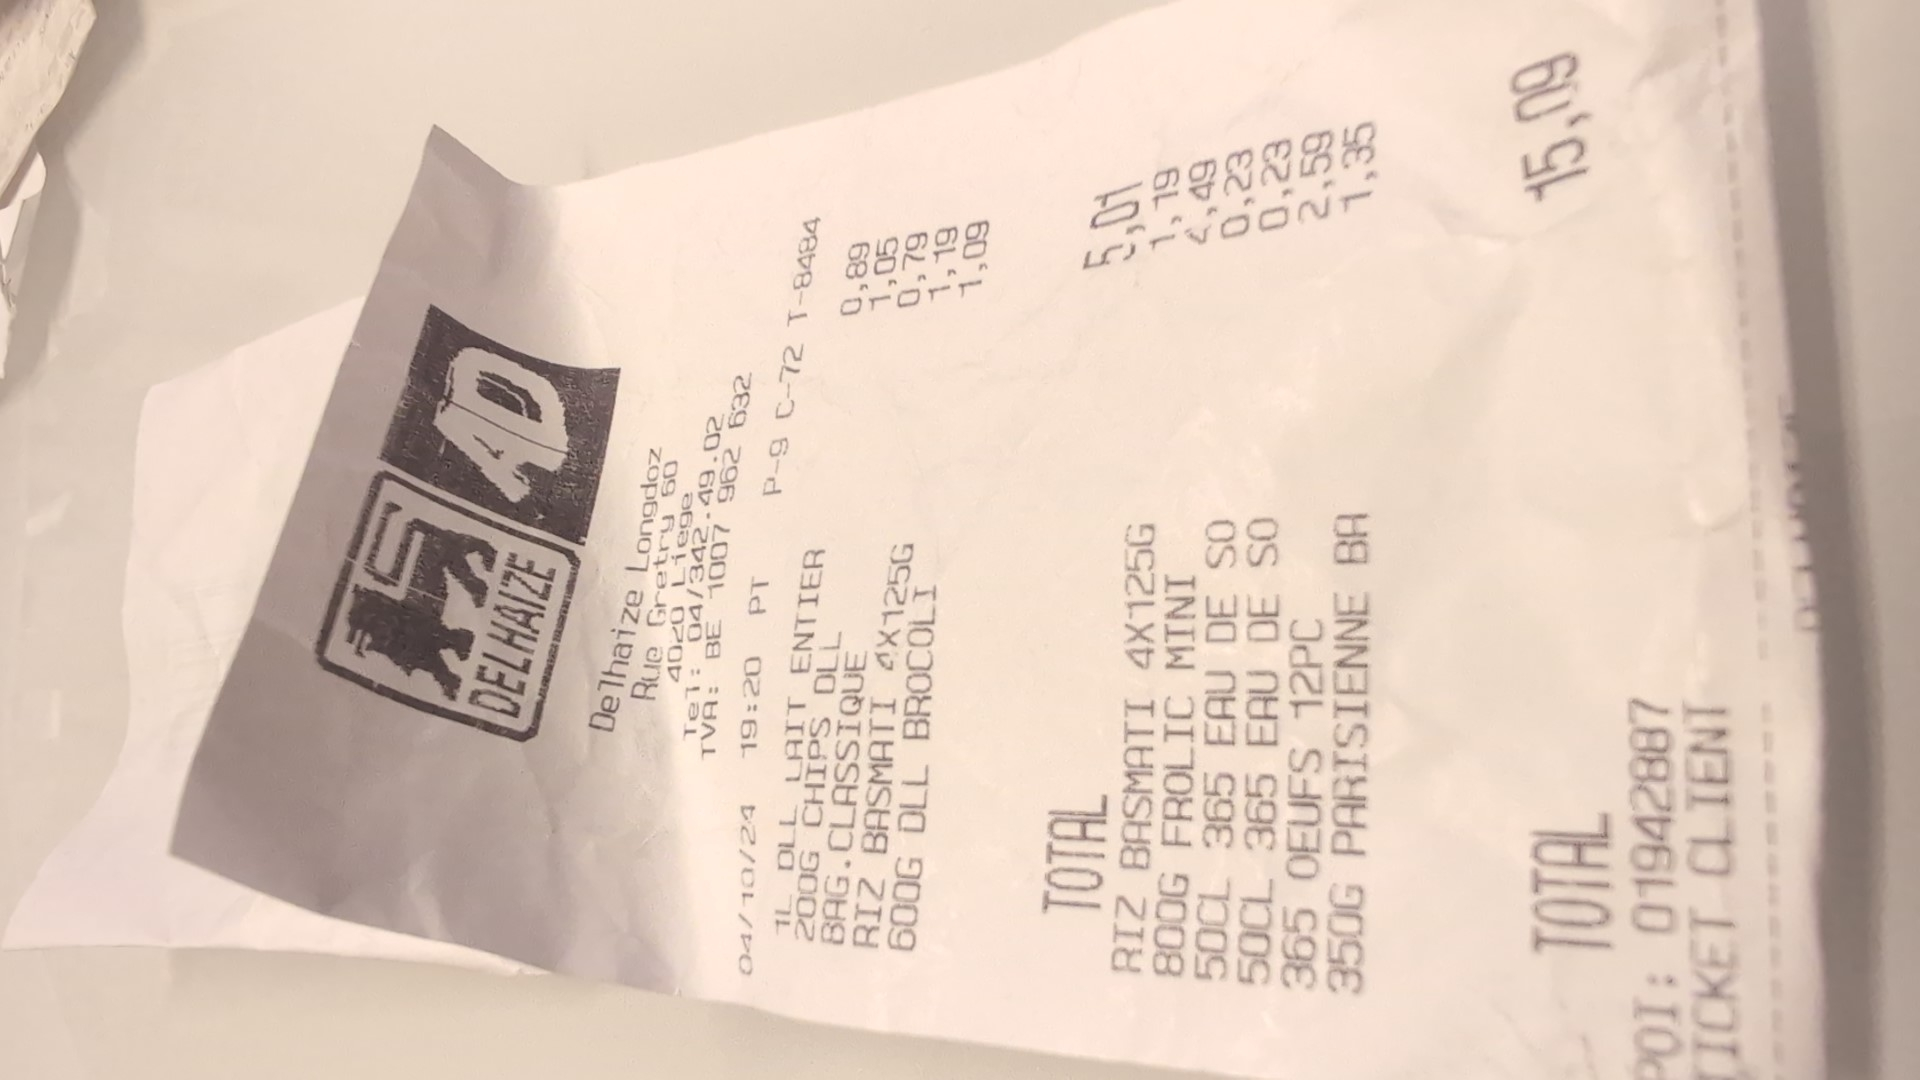 DELHAIZE AD
Delhaize Longdoz
Rue Gretry 60
4020 Liege
Tel: 04/342.49.02
TVA: BE 1007 962 632
04/10/24 19:20 PT P-9 C-72 T-8484
1L DLL LAIT ENTIER 0,89
200G CHIPS DLL 1,05
BAG.CLASSIQUE 0,79
RIZ BASMATI 4X125G 1,19
600G DLL BROCOLI 1,09
TOTAL 5,01
RIZ BASMATI 4X125G 1,19
800G FROLIC MINI 4,49
50CL 365 EAU DE SO 0,23
50CL 365 EAU DE SO 0,23
365 OEUFS 12PC 2,59
350G PARISIENNE BA 1,35
TOTAL 15,09
POI: 01942887
TICKET CLIENT